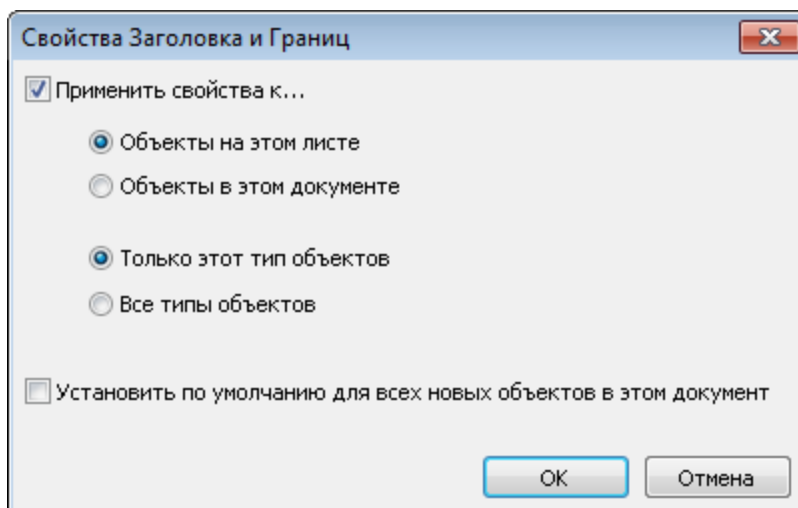 Свойства Заголовка и Границ
Применить свойства к...
Объекты на этом листе
Объекты в этом документе
Только этот тип объектов
Все типы объектов
Установить по умолчанию для всех новых объектов в этом документ
OK
Отмена